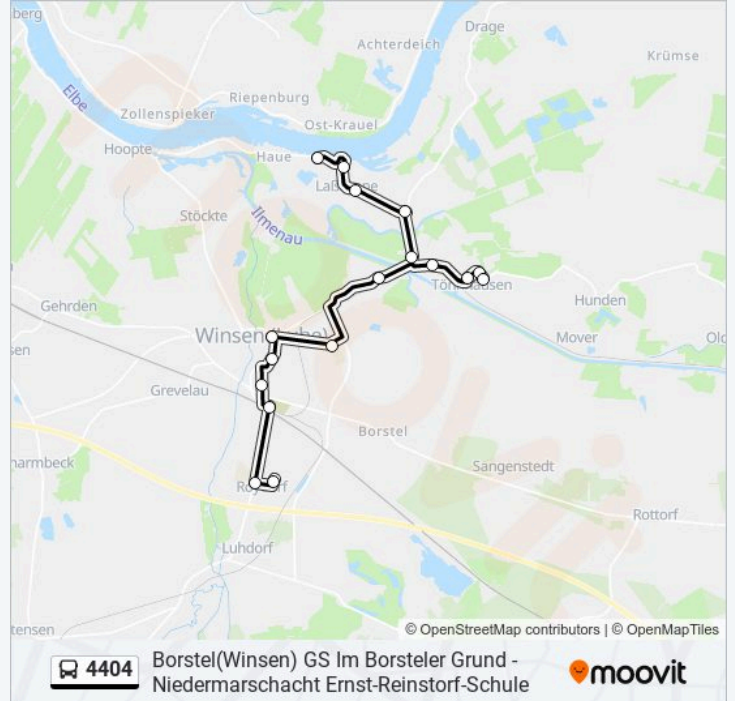 berg
Drage
Achterdeich
Krümse
Elbe
Riepenburg
Zollenspieker
Ost-Krauel
Hoopte
Haue
Stöckte
Ilmenau
Hunden
Gehrden
Winsen
Mover
sen
Grevelau
Borstel
Sangenstedt
harmbeck
Rottorf
Luhdorf
tensen
© OpenStreetMap contributors | © OpenMapTiles
4404
Borstel(Winsen) GS Im Borsteler Grund -
Niedermarschacht Ernst-Reinstorf-Schule
moovit